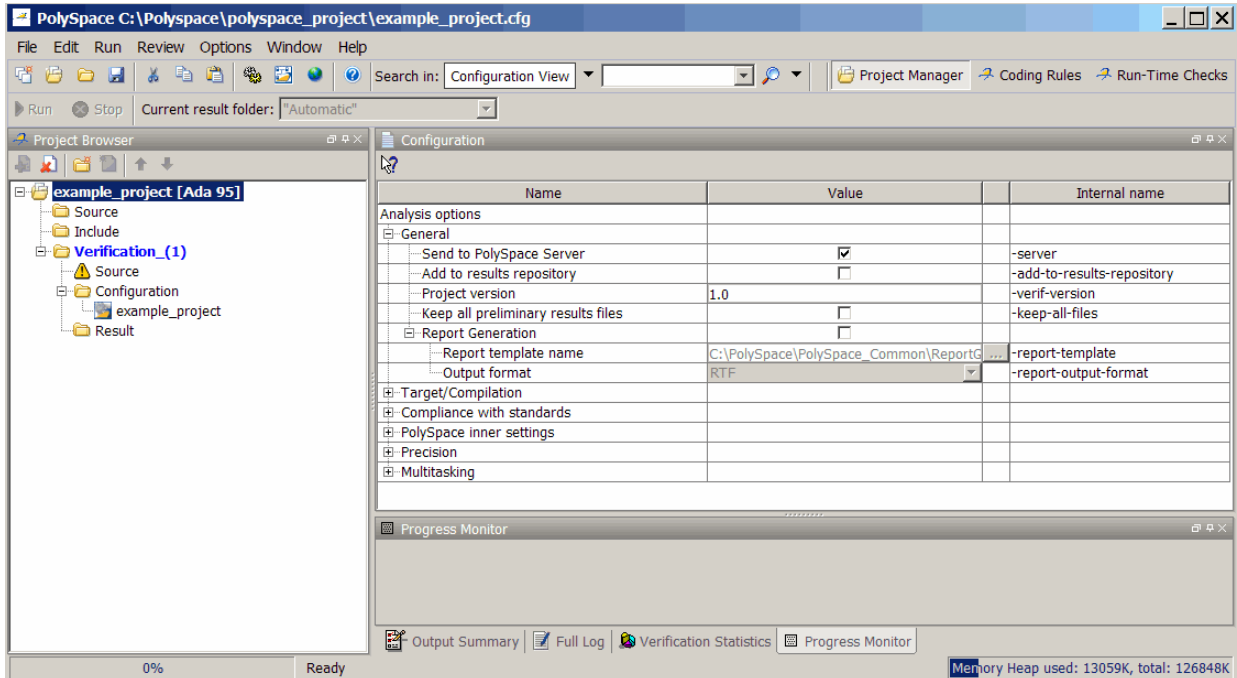 PolySpace C:\Polyspace\polyspace_project\example_project.cfg
File Edit Run Review Options Window Help
Search in: Configuration View Project Manager Coding Rules Run-Time Checks
Run Stop Current result folder: "Automatic"
Project Browser
example_project [Ada 95]
Source
Include
Verification_(1)
Source
Configuration
example_project
Result
Configuration
Name Value Internal name
Analysis options
General
Send to PolySpace Server -server
Add to results repository -add-to-results-repository
Project version 1.0 -verif-version
Keep all preliminary results files -keep-all-files
Report Generation
Report template name C:\PolySpace\PolySpace_Common\ReportG ... -report-template
Output format RTF -report-output-format
Target/Compilation
Compliance with standards
PolySpace inner settings
Precision
Multitasking
Progress Monitor
Output Summary Full Log Verification Statistics Progress Monitor
0% Ready Memory Heap used: 13059K, total: 126848K